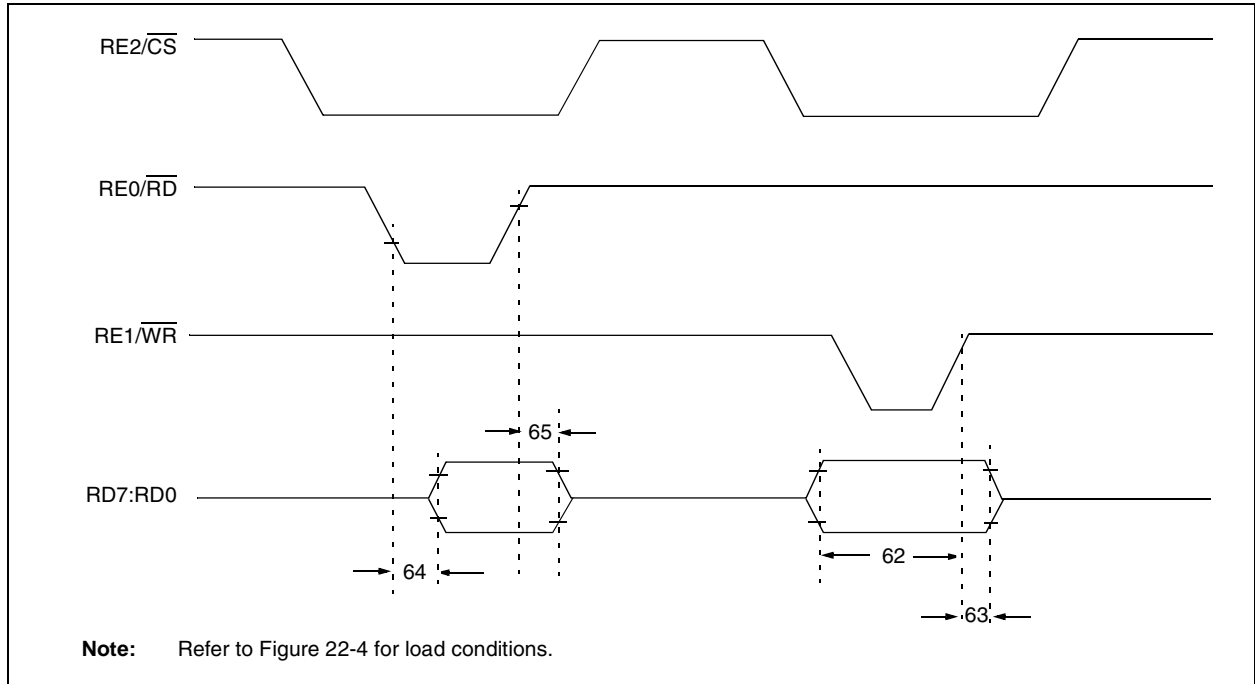 RE2/CS
RE0/RD
RE1/WR
65
RD7:RD0
62
64
63
Note: Refer to Figure 22-4 for load conditions.